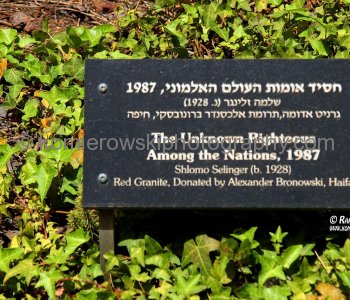 חסיד אומות העולם האלמוני, 1987
שלמה זלינגר (נ. 1928)
גרניט אדומה, תרומת אלכסנדר ברונובסקי, חיפה
The Unknown Righteous
Among the Nations, 1987
Shlomo Selinger (b. 1928)
Red Granite, Donated by Alexander Bronowski, Haifa